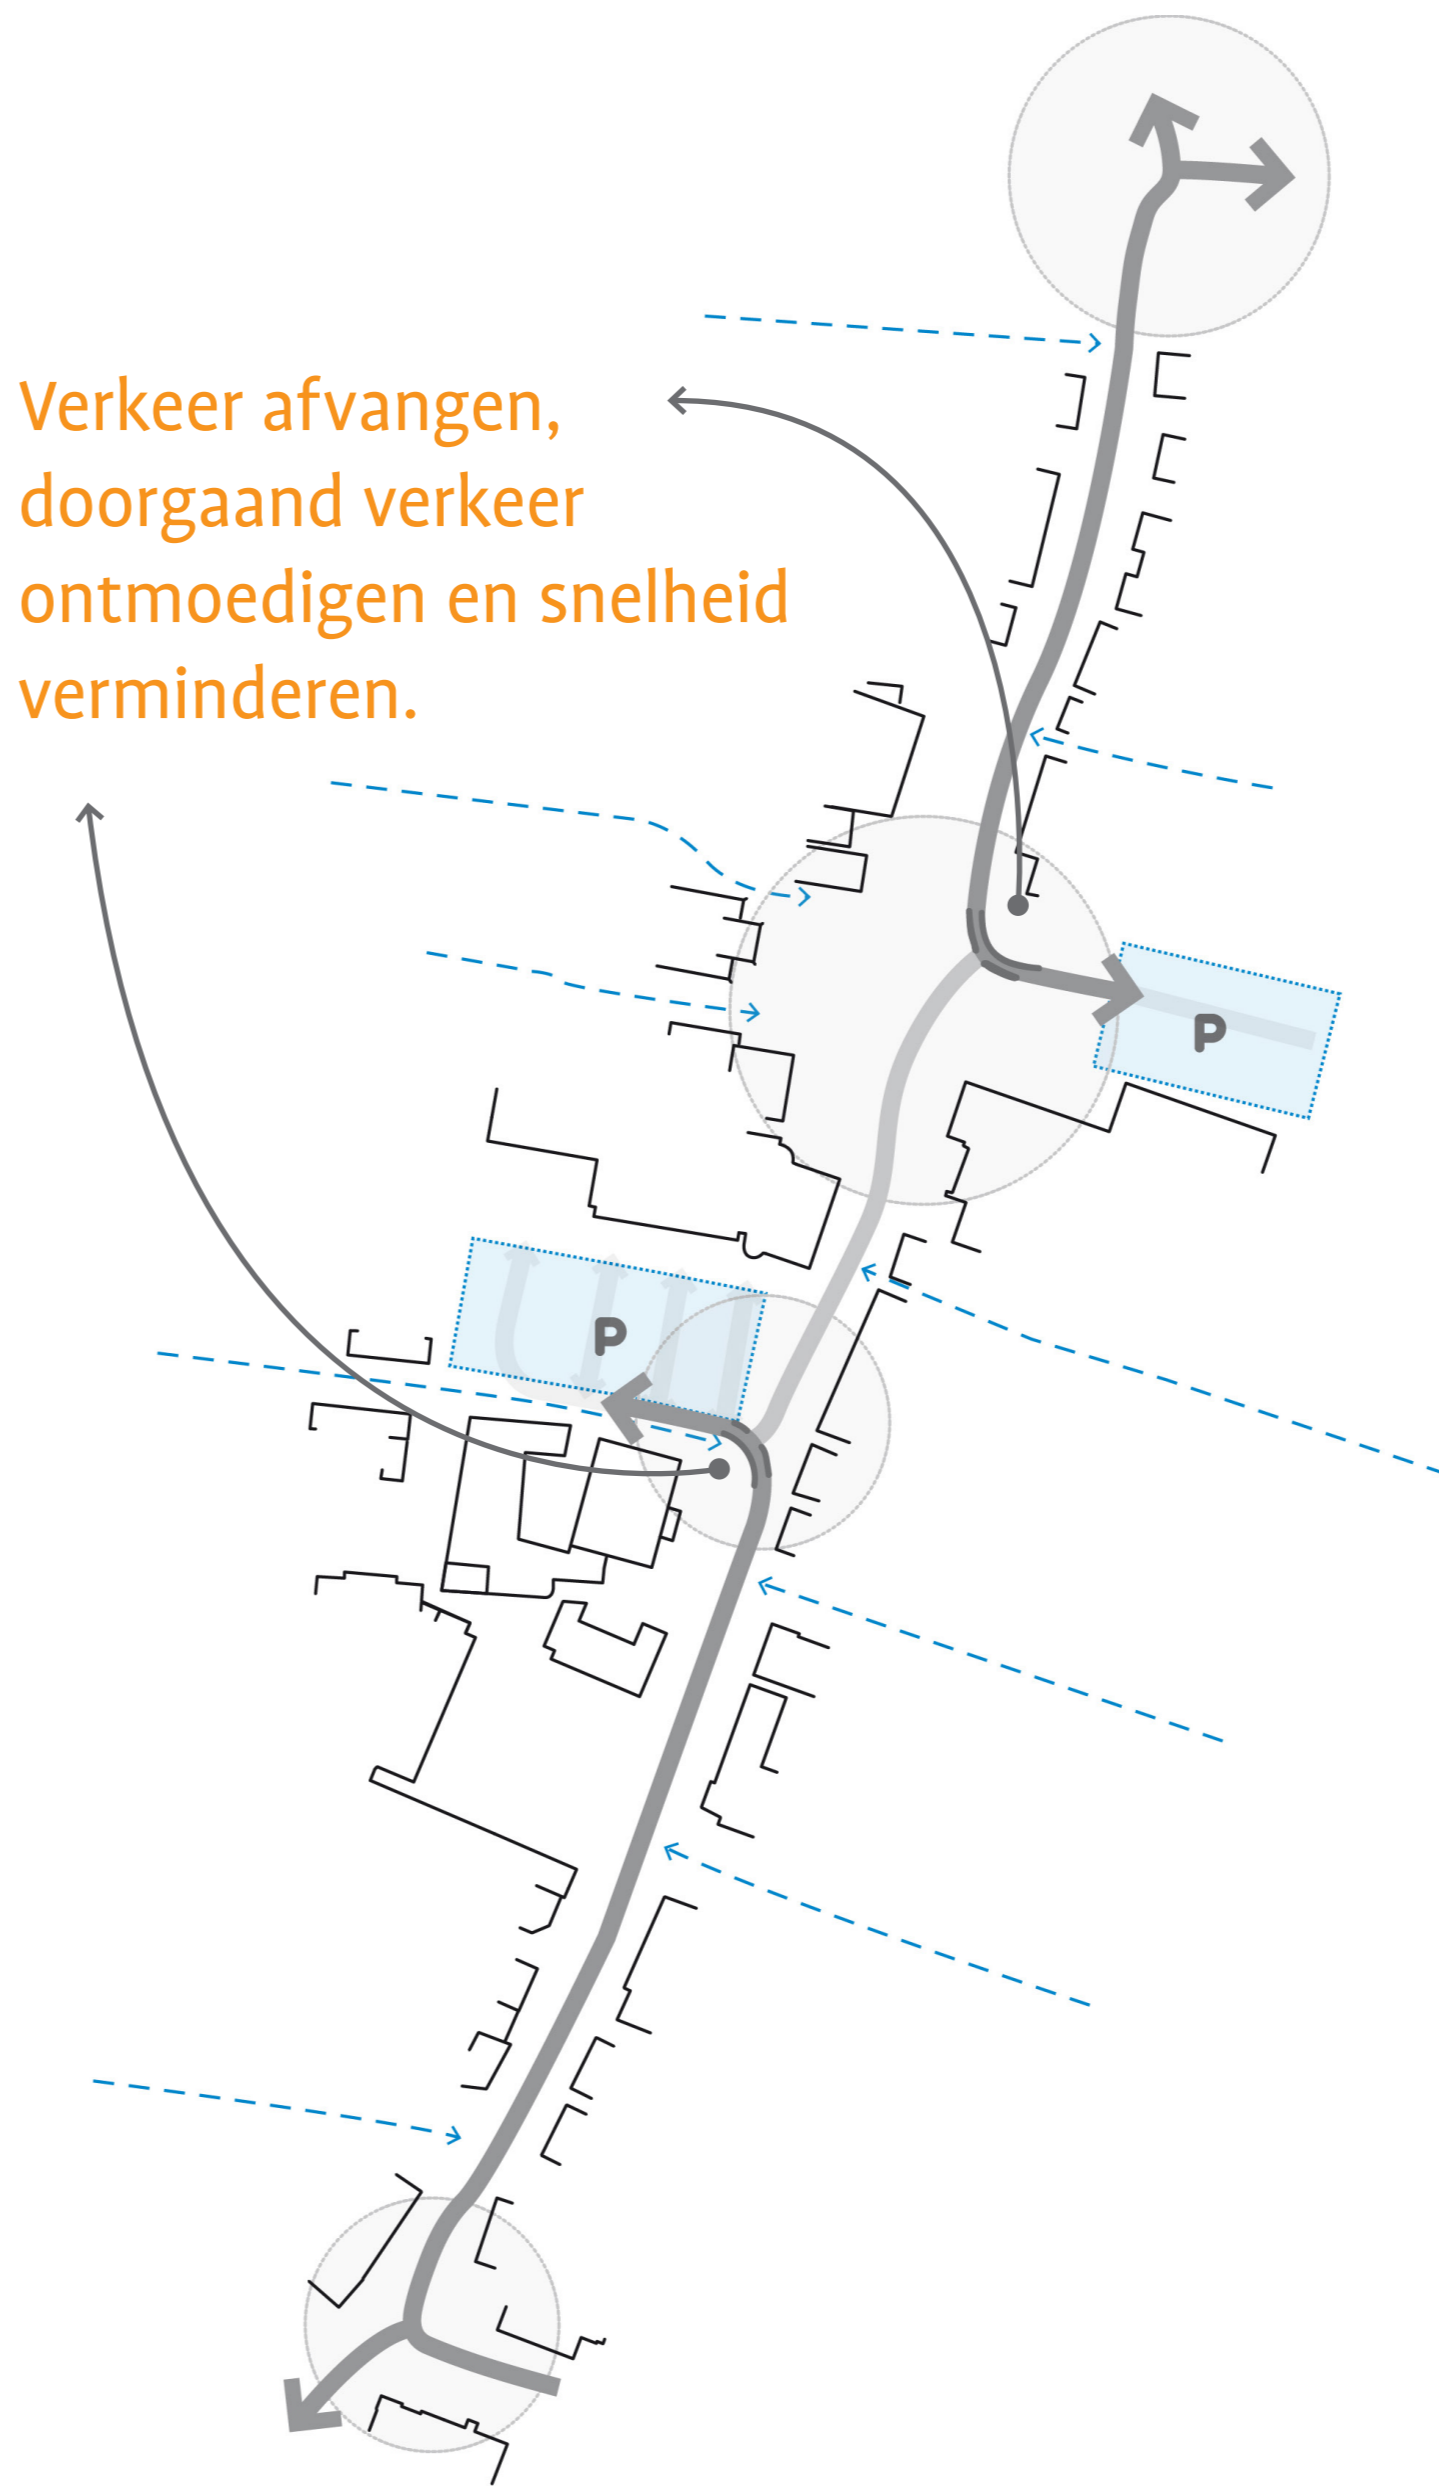 Verkeer afvangen,
doorgaand verkeer
ontmoedigen en snelheid
verminderen.
P
P